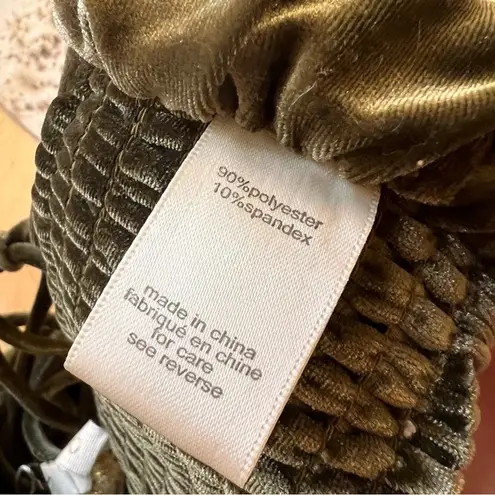 90%polyester
10%spandex
made in china
fabriqué en chine
for care
see reverse